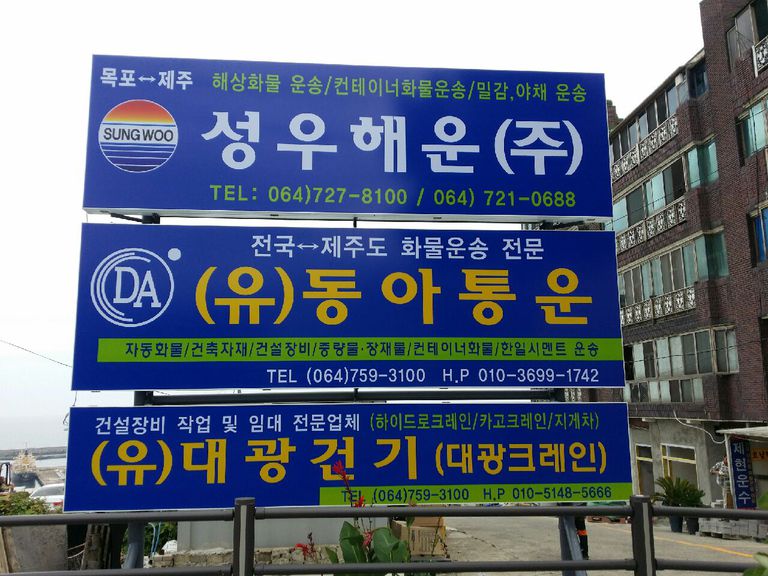 목포↔제주 해상화물 운송/컨테이너화물운송/밀감,야채 운송
SUNG WOO
성우해운(주)
TEL: 064)727-8100 / 064) 721-0688
전국↔제주도 화물운송 전문
DA
(유)동아통운
자동화물/건축자재/건설장비/중량물·장재물/컨테이너화물/한일시멘트 운송
TEL (064)759-3100 H.P 010-3699-1742
건설장비 작업 및 임대 전문업체 (하이드로크레인/카고크레인/지게차)
(유)대광건기 (대광크레인)
TEL (064)759-3100 H.P 010-5148-5666
제현운수